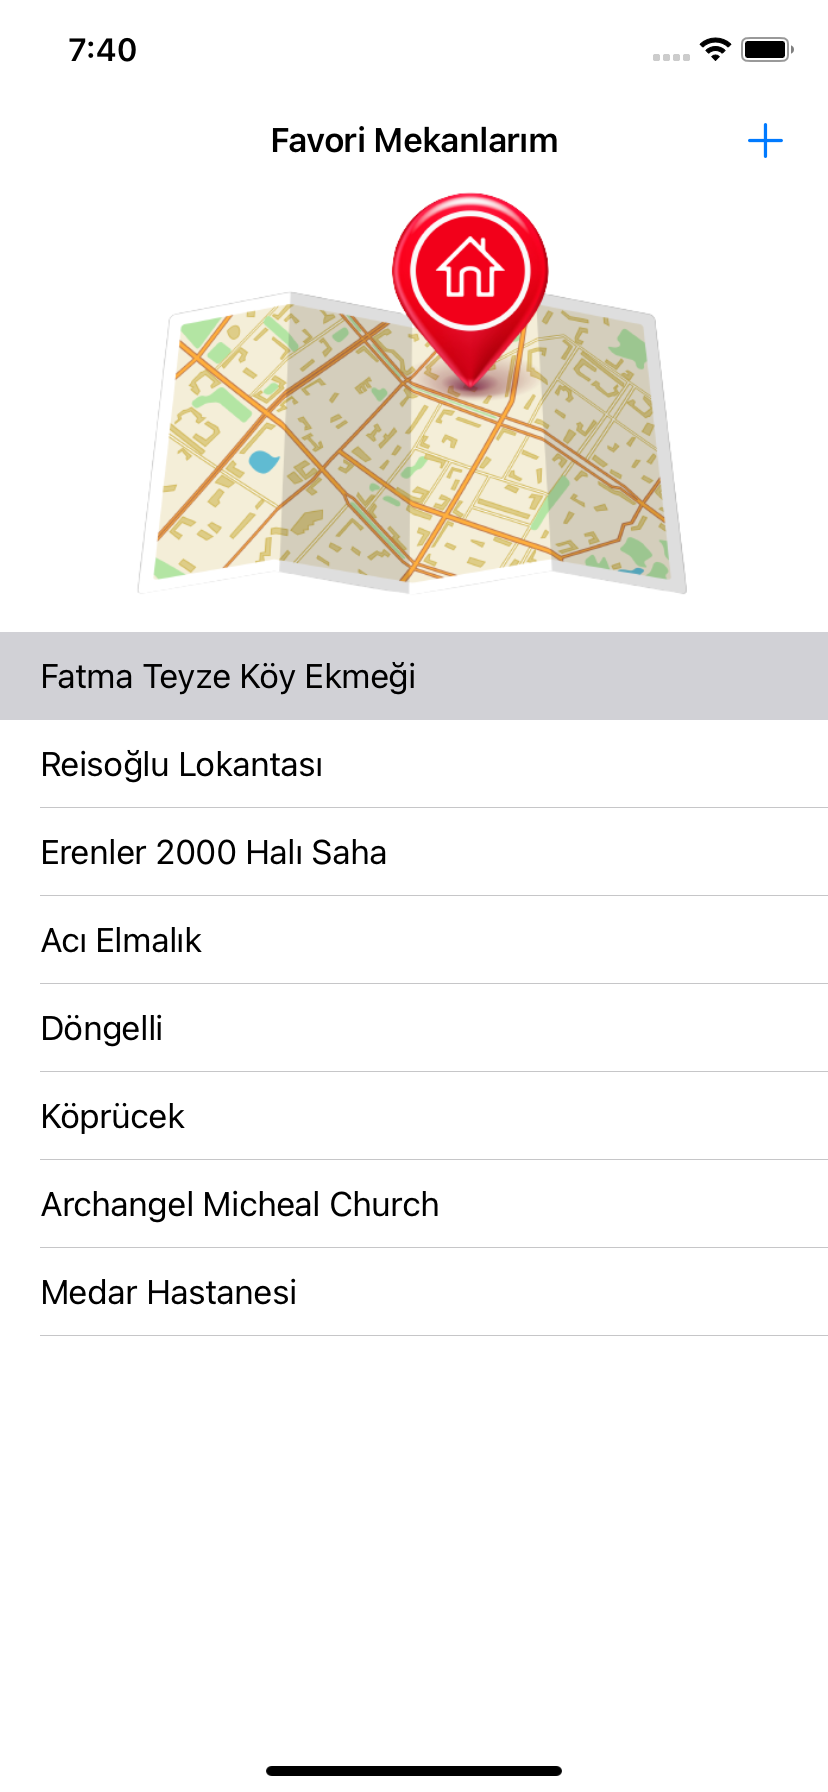 7:40
Favori Mekanlarım
Fatma Teyze Köy Ekmeği
Reisoğlu Lokantası
Erenler 2000 Halı Saha
Acı Elmalık
Döngelli
Köprücek
Archangel Micheal Church
Medar Hastanesi